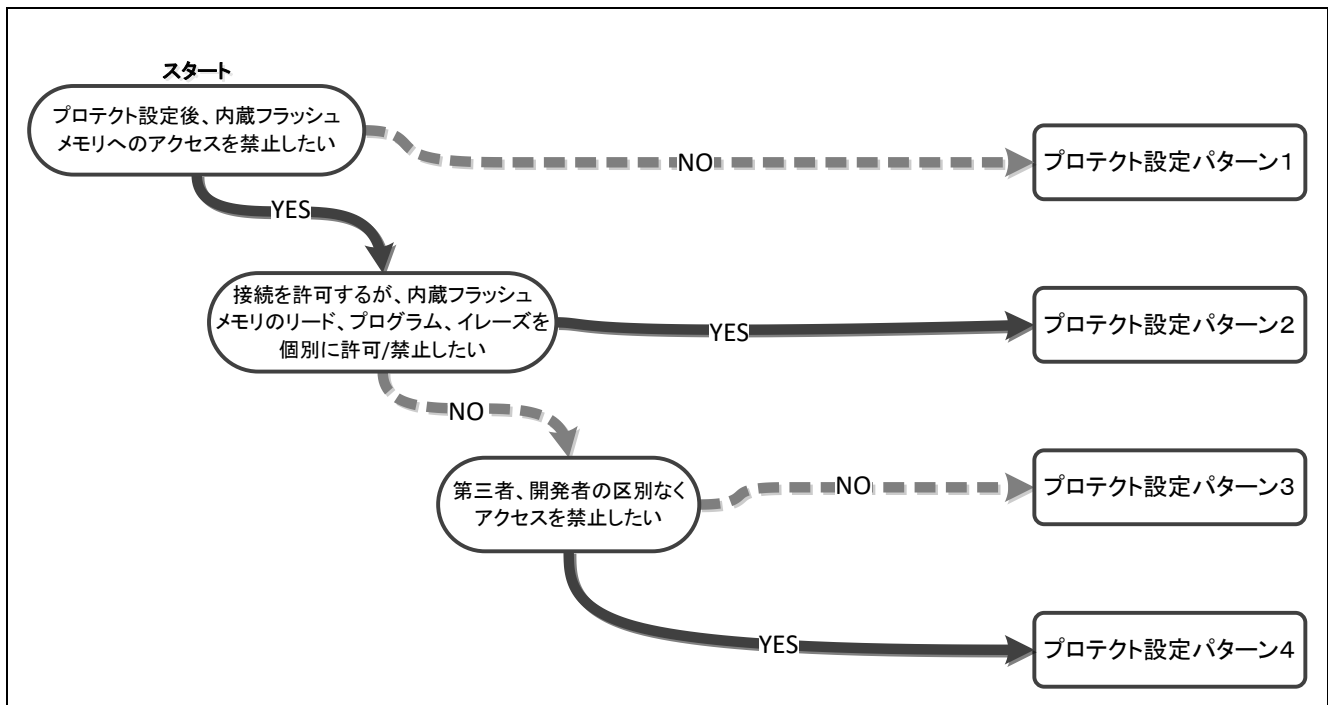 スタート
プロテクト設定後、内蔵フラッシュ
メモリへのアクセスを禁止したい
NO
プロテクト設定パターン1
YES
接続を許可するが、内蔵フラッシュ
メモリのリード、プログラム、イレーズを
個別に許可/禁止したい
YES
プロテクト設定パターン2
NO
第三者、開発者の区別なく
アクセスを禁止したい
NO
プロテクト設定パターン3
YES
プロテクト設定パターン4